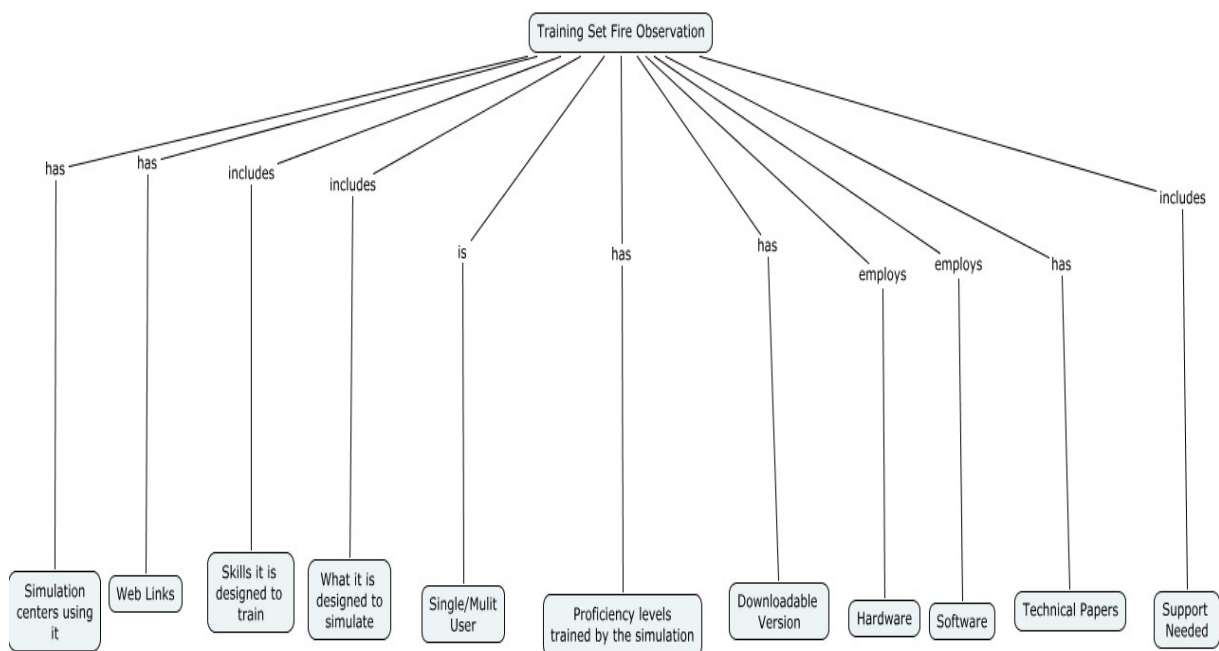 Training Set Fire Observation
has
has
includes
includes
is
has
has
employs
employs
has
includes
Simulation
centers using
it
Web Links
Skills it is
designed to
train
What it is
designed to
simulate
Single/Mulit
User
Proficiency levels
trained by the simulation
Downloadable
Version
Hardware
Software
Technical Papers
Support
Needed